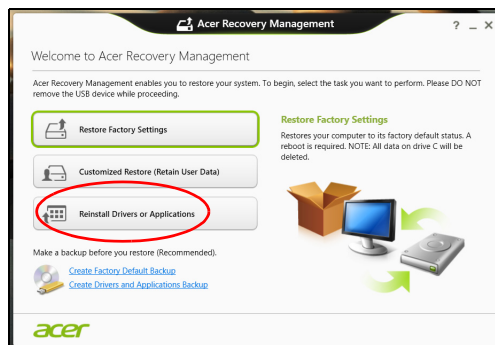 Acer Recovery Management
? _ X
Welcome to Acer Recovery Management
Acer Recovery Management enables you to restore your system. To begin, select the task you want to perform. Please DO NOT
remove the USB device while proceeding.
Restore Factory Settings
Customized Restore (Retain User Data)
Reinstall Drivers or Applications
Restore Factory Settings
Restores your computer to its factory default status. A
reboot is required. NOTE: All data on drive C will be
deleted.
Make a backup before you restore (Recommended).
Create Factory Default Backup
Create Drivers and Applications Backup
acer